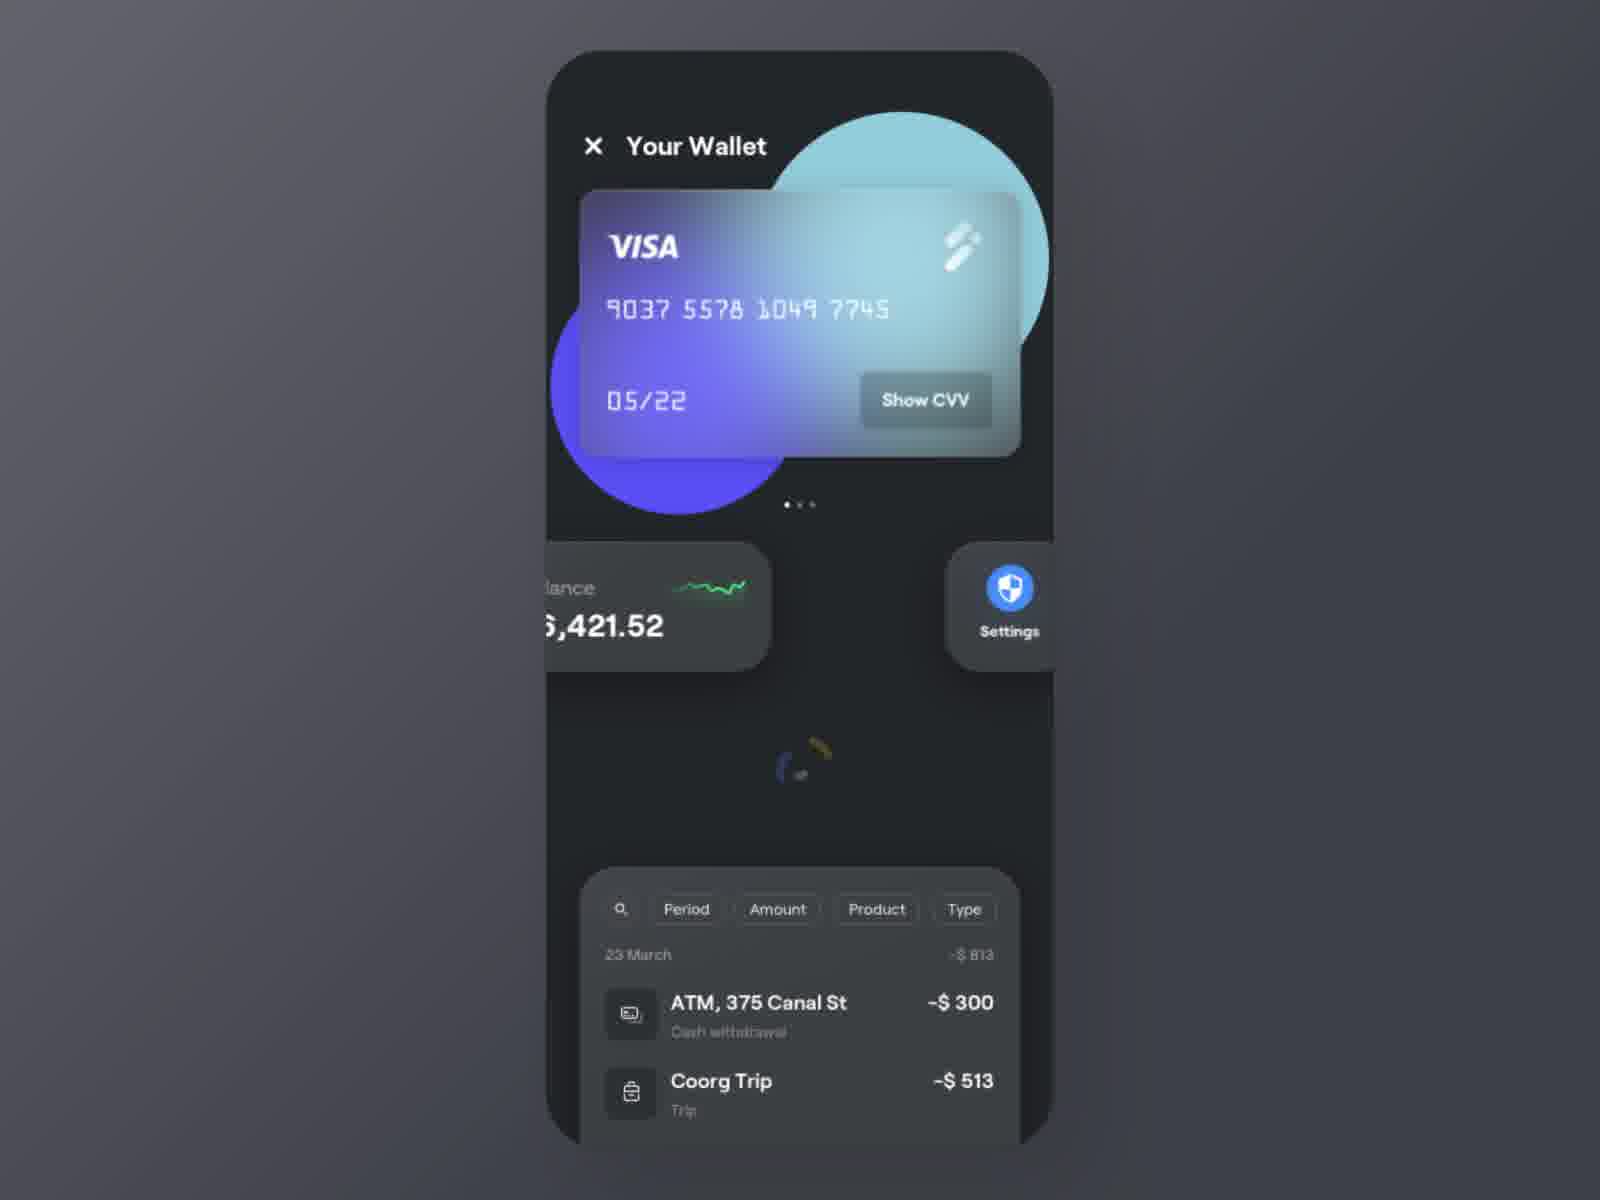 Your Wallet
VISA
9037 5578 1049 7745
05/22
Show CVV
lance
6,421.52
Settings
Period Amount Product Type
23 March -$ 813
ATM, 375 Canal St -$ 300
Cash withdrawal
Coorg Trip -$ 513
Trip